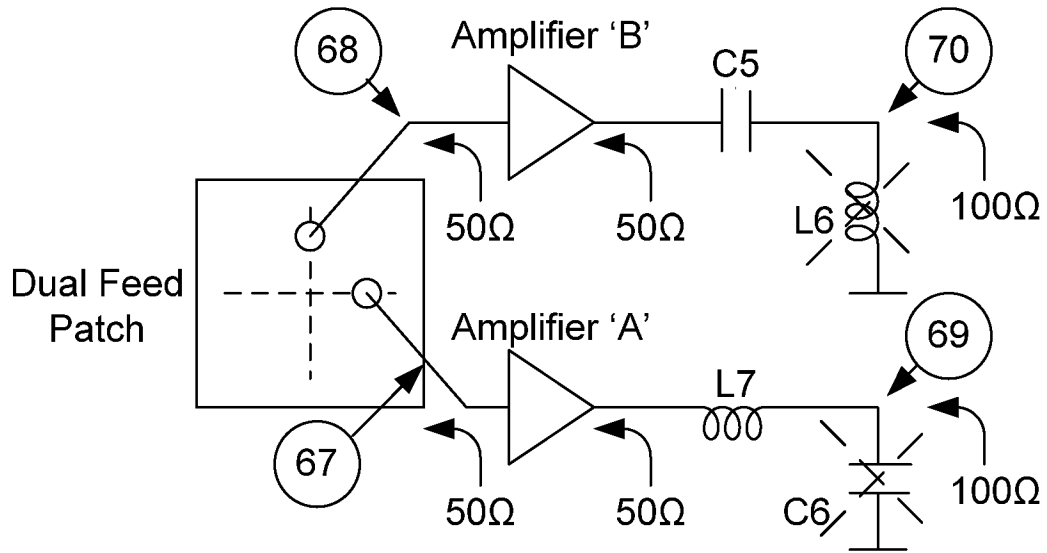 68
Amplifier ‘B’
C5
70
50Ω
50Ω
L6
100Ω
Dual Feed
Patch
Amplifier ‘A’
69
L7
67
50Ω
50Ω
C6
100Ω